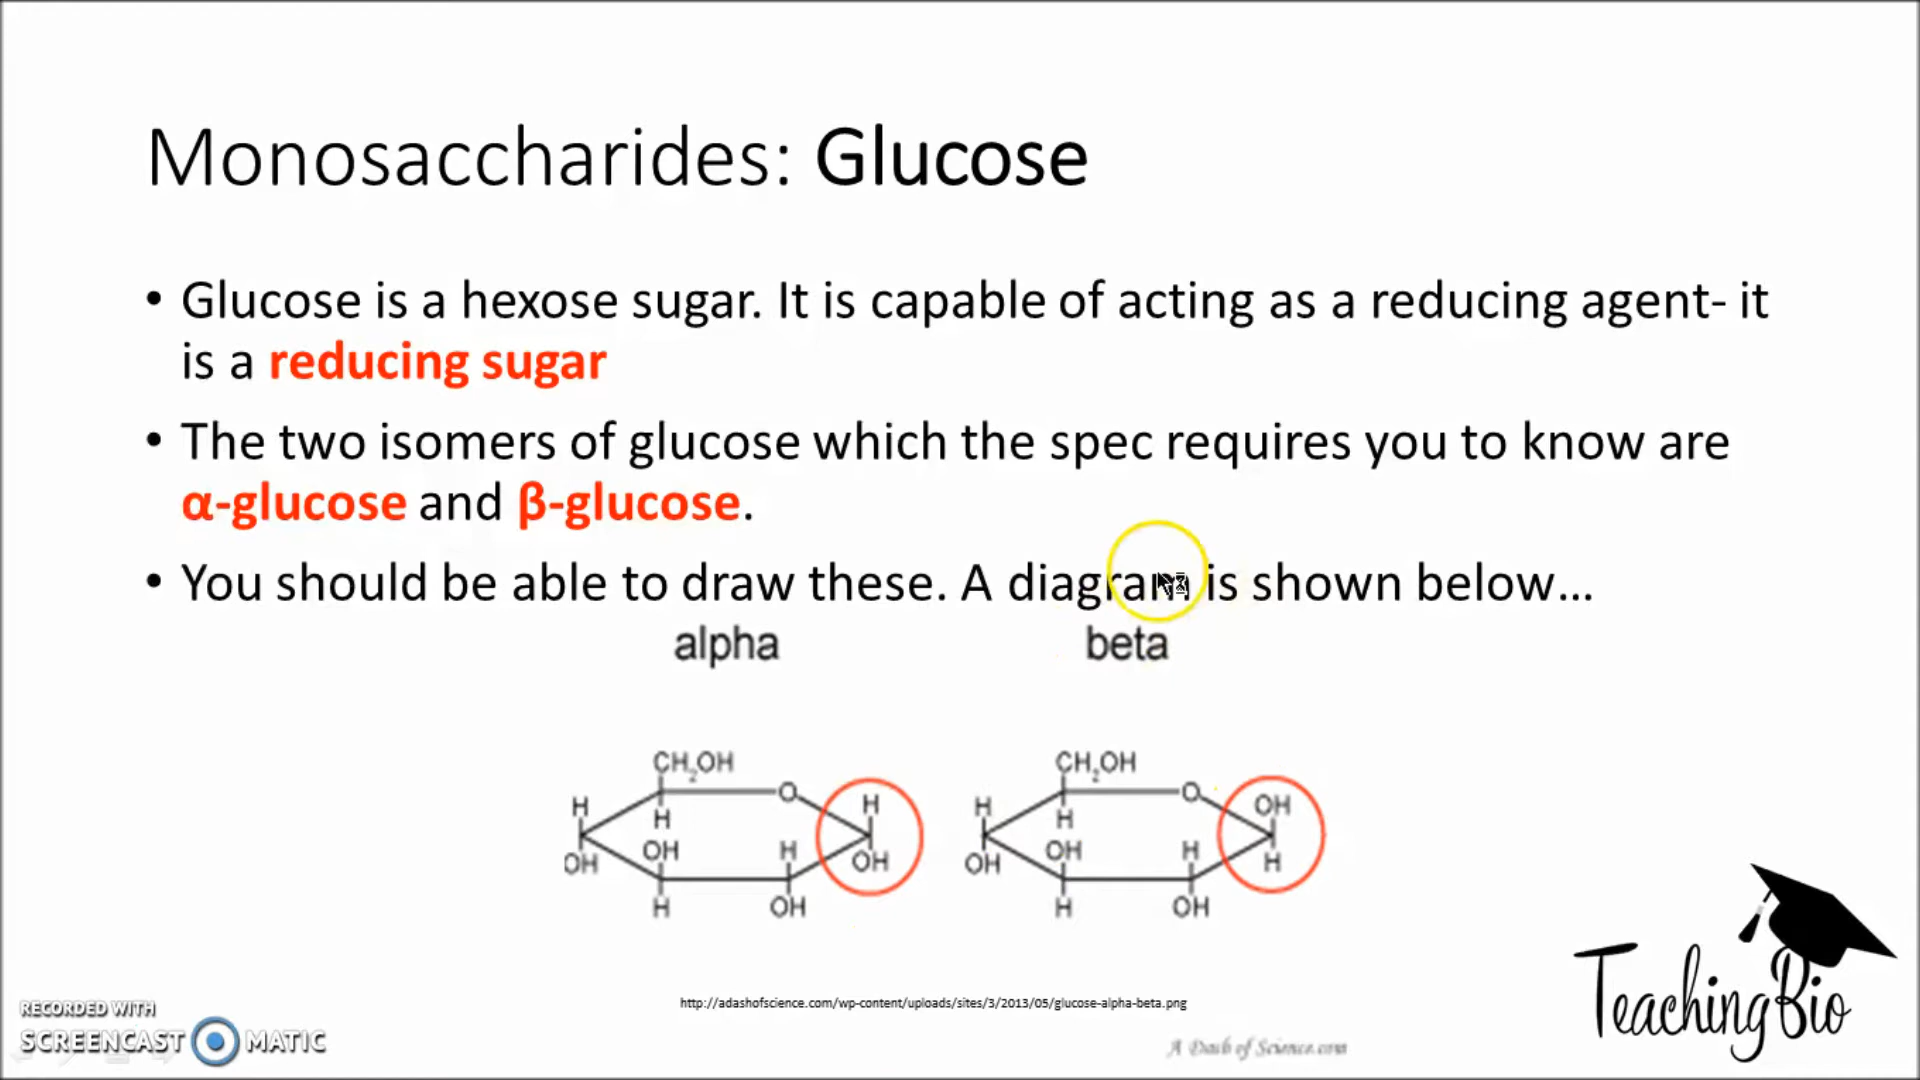 Monosaccharides: Glucose
• Glucose is a hexose sugar. It is capable of acting as a reducing agent- it
is a reducing sugar
• The two isomers of glucose which the spec requires you to know are
α-glucose and β-glucose.
• You should be able to draw these. A diagram is shown below...
alpha
beta
CH2OH
O
H
H
H
OH
OH
H
OH
H
OH
CH2OH
O
H
OH
H
OH
OH
H
H
H
OH
http://adashofscience.com/wp-content/uploads/sites/3/2013/05/glucose-alpha-beta.png
A Dash of Science.com
TeachingBio
RECORDED WITH
SCREENCAST MATIC